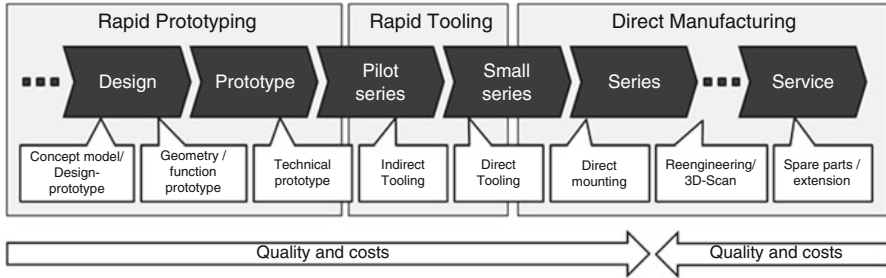 Rapid Prototyping
Rapid Tooling
Direct Manufacturing
Design
Prototype
Pilot
series
Small
series
Series
Service
Concept model/
Design-
prototype
Geometry /
function
prototype
Technical
prototype
Indirect
Tooling
Direct
Tooling
Direct
mounting
Reengineering/
3D-Scan
Spare parts /
extension
Quality and costs
Quality and costs